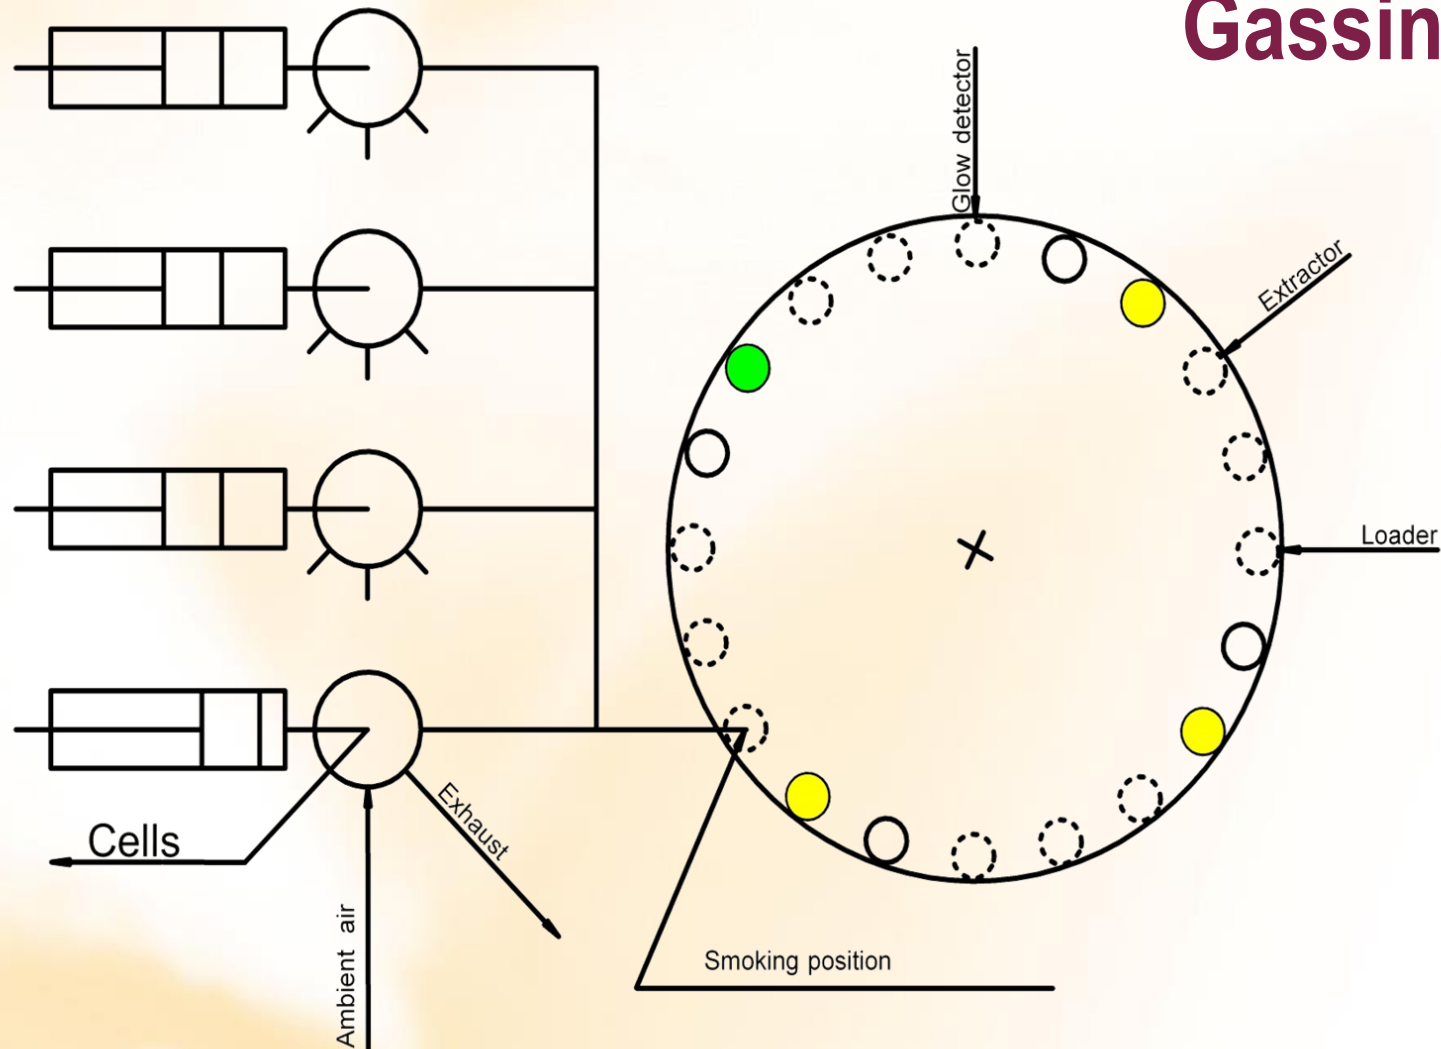 Gassin
Glow detector
Extractor
Loader
Cells
Exhaust
Ambient air
Smoking position